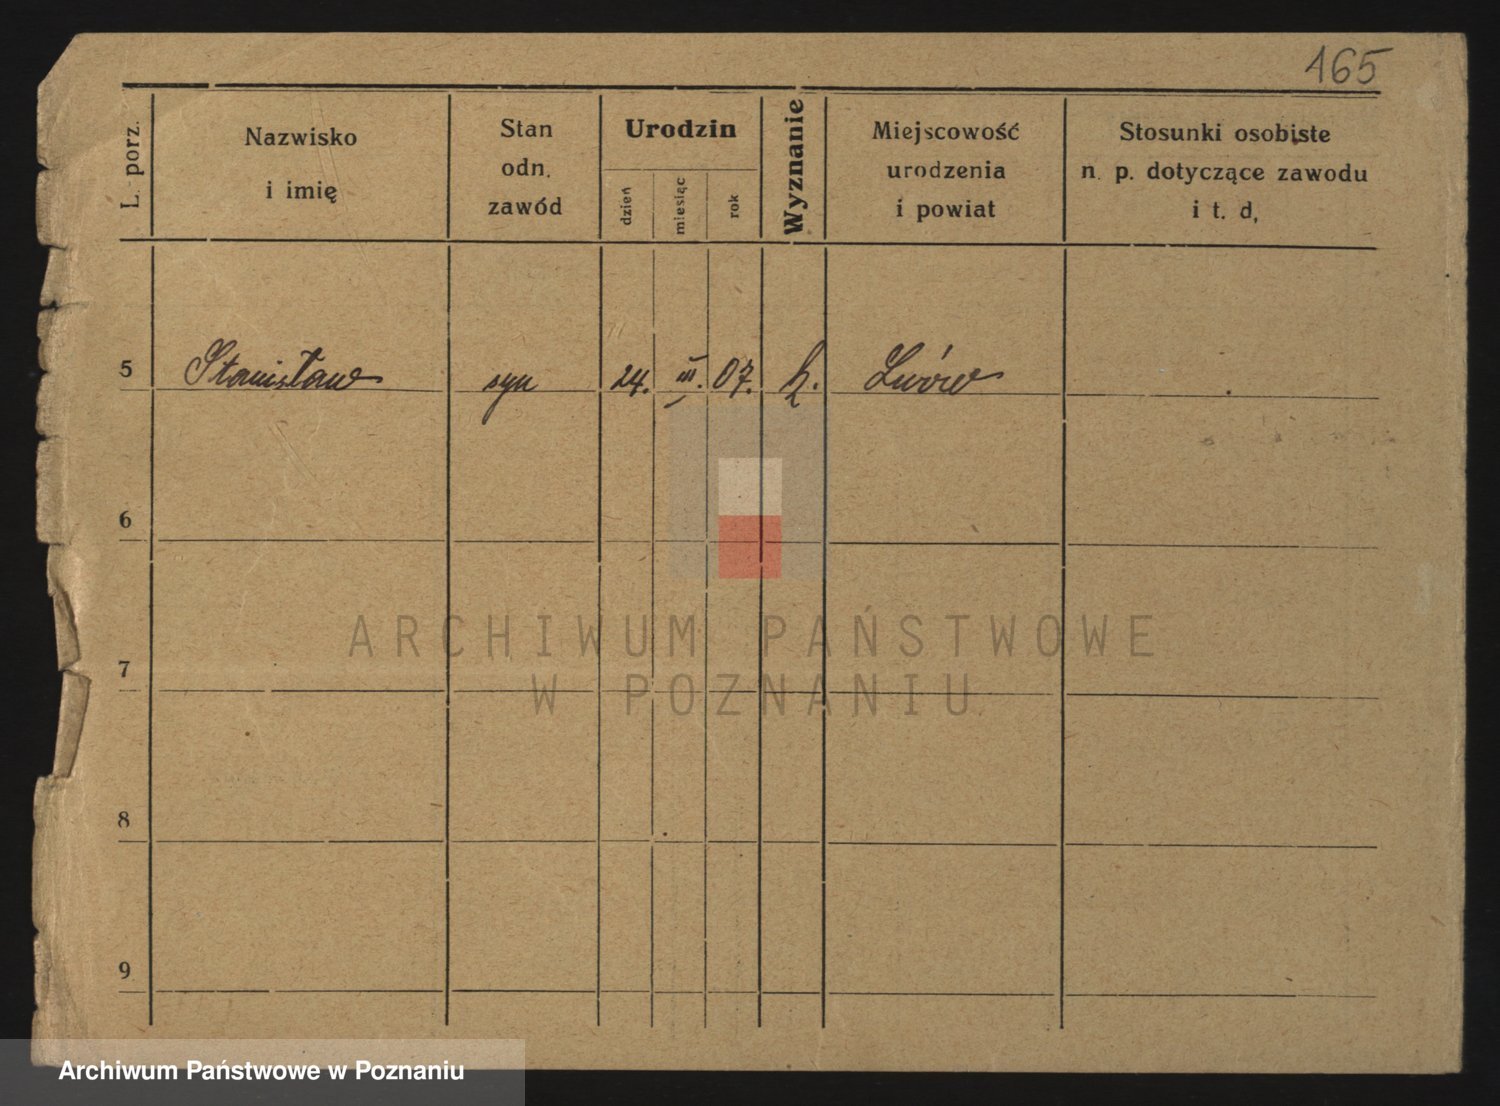 165
L. porz.
Nazwisko
i imię
Stan
odn.
zawód
Urodzin
dzień
miesiąc
rok
Wyznanie
Miejscowość
urodzenia
i powiat
Stosunki osobiste
n. p. dotyczące zawodu
i t. d,
5 Stanisław syn 24. III. 07. k. Lwów
6
7
8
9
ARCHIWUM PAŃSTWOWE
W POZNANIU
Archiwum Państwowe w Poznaniu